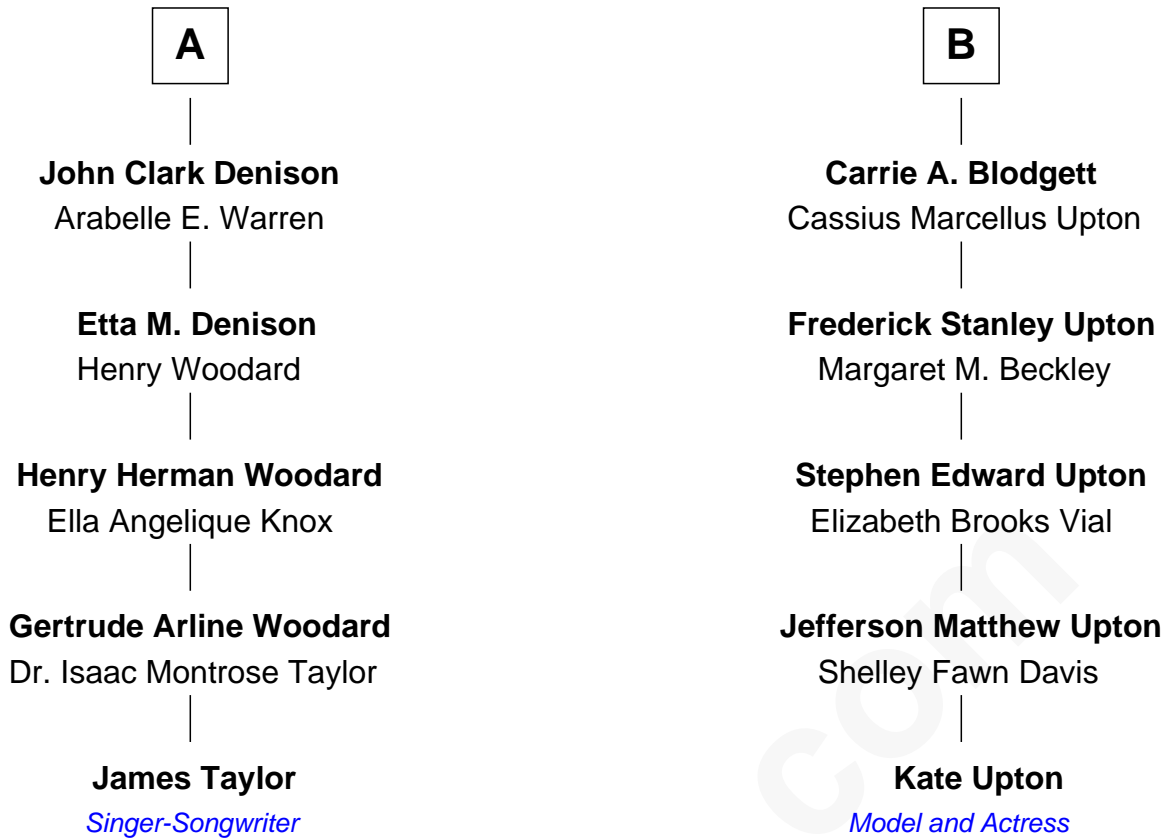 A
John Clark Denison
Arabelle E. Warren
Etta M. Denison
Henry Woodard
Henry Herman Woodard
Ella Angelique Knox
Gertrude Arline Woodard
Dr. Isaac Montrose Taylor
James Taylor
Singer-Songwriter
B
Carrie A. Blodgett
Cassius Marcellus Upton
Frederick Stanley Upton
Margaret M. Beckley
Stephen Edward Upton
Elizabeth Brooks Vial
Jefferson Matthew Upton
Shelley Fawn Davis
Kate Upton
Model and Actress
com